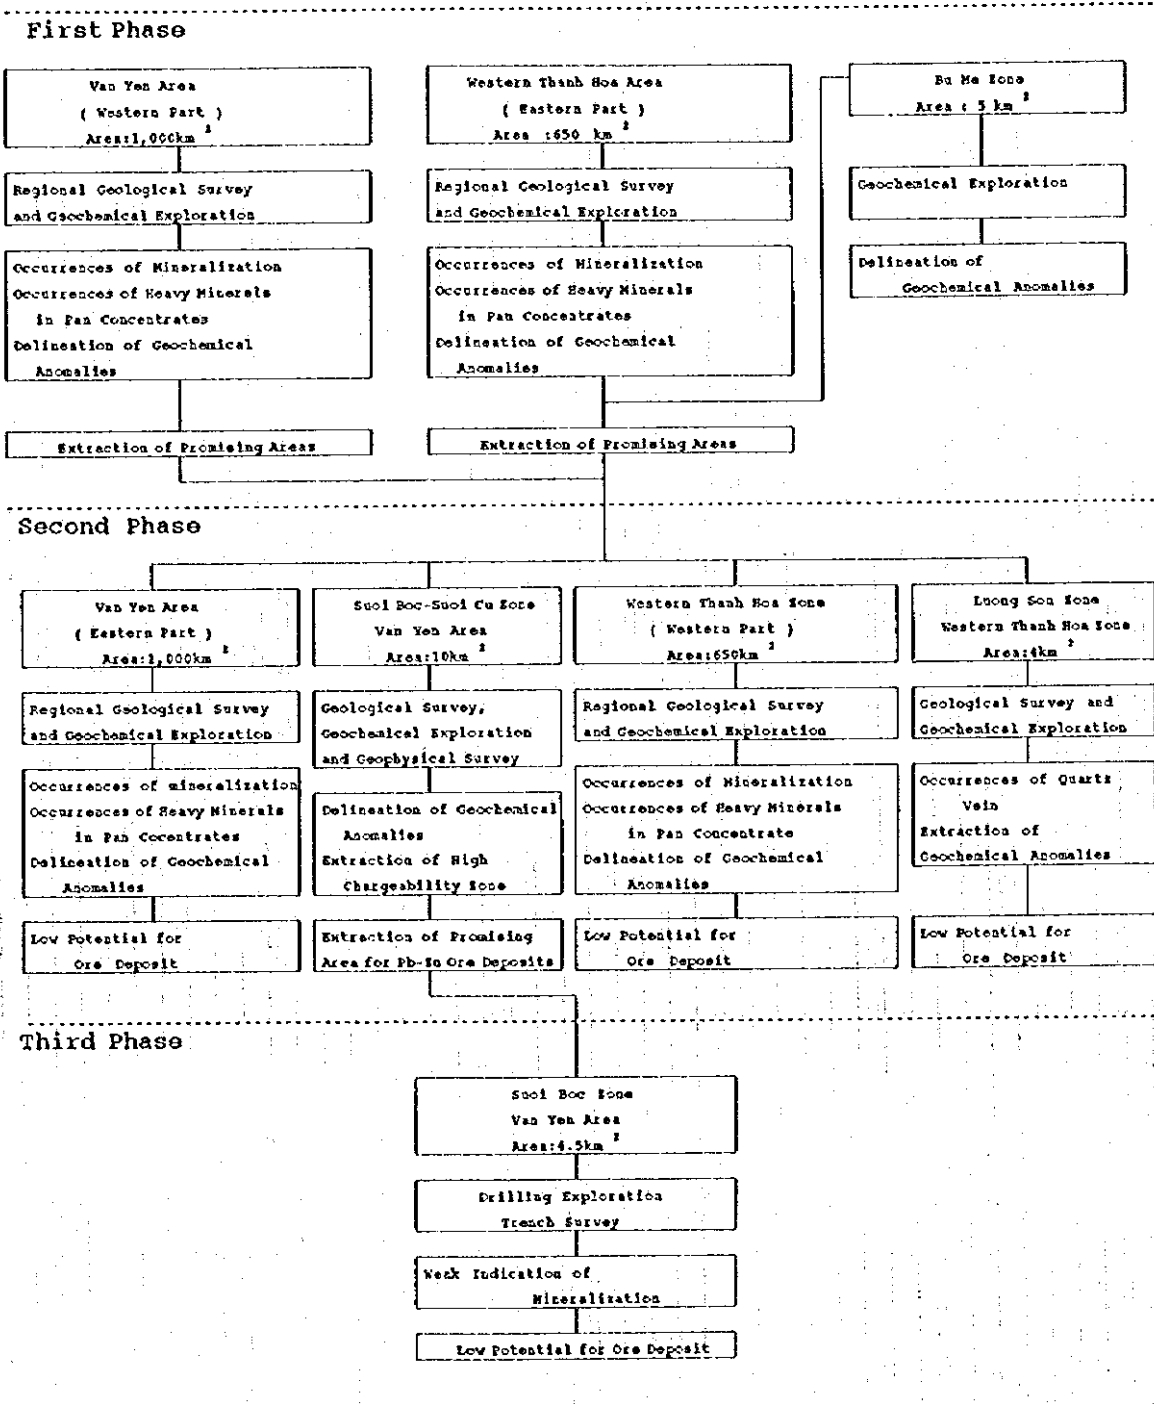 First Phase
Van Yen Area
( Western Part )
Area:1,000km 2
Regional Geological Survey
and Geochemical Exploration
Occurrences of Mineralization
Occurrences of Heavy Minerals
in Pan Concentrates
Delineation of Geochemical
Anomalies
Extraction of Promising Areas
Western Thanh Hoa Area
( Eastern Part )
Area :650 km 2
Regional Geological Survey
and Geochemical Exploration
Occurrences of Mineralization
Occurrences of Heavy Minerals
in Pan Concentrates
Delineation of Geochemical
Anomalies
Extraction of Promising Areas
Bu Me Zone
Area : 5 km 2
Geochemical Exploration
Delineation of
Geochemical Anomalies
Second Phase
Van Yen Area
( Eastern Part )
Area:1,000km 2
Regional Geological Survey
and Geochemical Exploration
Occurrences of mineralization
Occurrences of Heavy Minerals
in Pan Cocentrates
Delineation of Geochemical
Anomalies
Low Potential for
Ore Deposit
Suoi Boc-Suoi Cu Zone
Van Yen Area
Area:10km 2
Geological Survey,
Geochemical Exploration
and Geophysical Survey
Delineation of Geochemical
Anomalies
Extraction of High
Chargeability Zone
Extraction of Promising
Area for Pb-Zn Ore Deposits
Western Thanh Hoa Zone
( Western Part )
Area:650km 2
Regional Geological Survey
and Geochemical Exploration
Occurrences of Mineralization
Occurrences of Heavy Minerals
in Pan Concentrate
Delineation of Geochemical
Anomalies
Low Potential for
Ore Deposit
Luong Son Zone
Western Thanh Hoa Zone
Area:4km 2
Geological Survey and
Geochemical Exploration
Occurrences of Quartz
Vein
Extraction of
Geochemical Anomalies
Low Potential for
Ore Deposit
Third Phase
Suoi Boc Zone
Van Yen Area
Area:4.5km 2
Drilling Exploration
Trench Survey
Weak Indication of
Mineralization
Low Potential for Ore Deposit